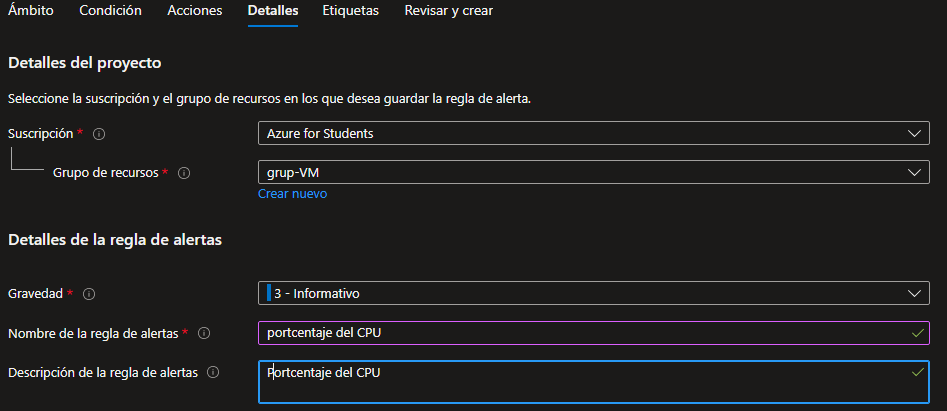 Ámbito Condición Acciones Detalles Etiquetas Revisar y crear
Detalles del proyecto
Seleccione la suscripción y el grupo de recursos en los que desea guardar la regla de alerta.
Suscripción * Azure for Students
Grupo de recursos * grup-VM
Crear nuevo
Detalles de la regla de alertas
Gravedad * 3 - Informativo
Nombre de la regla de alertas * portcentaje del CPU
Descripción de la regla de alertas Portcentaje del CPU